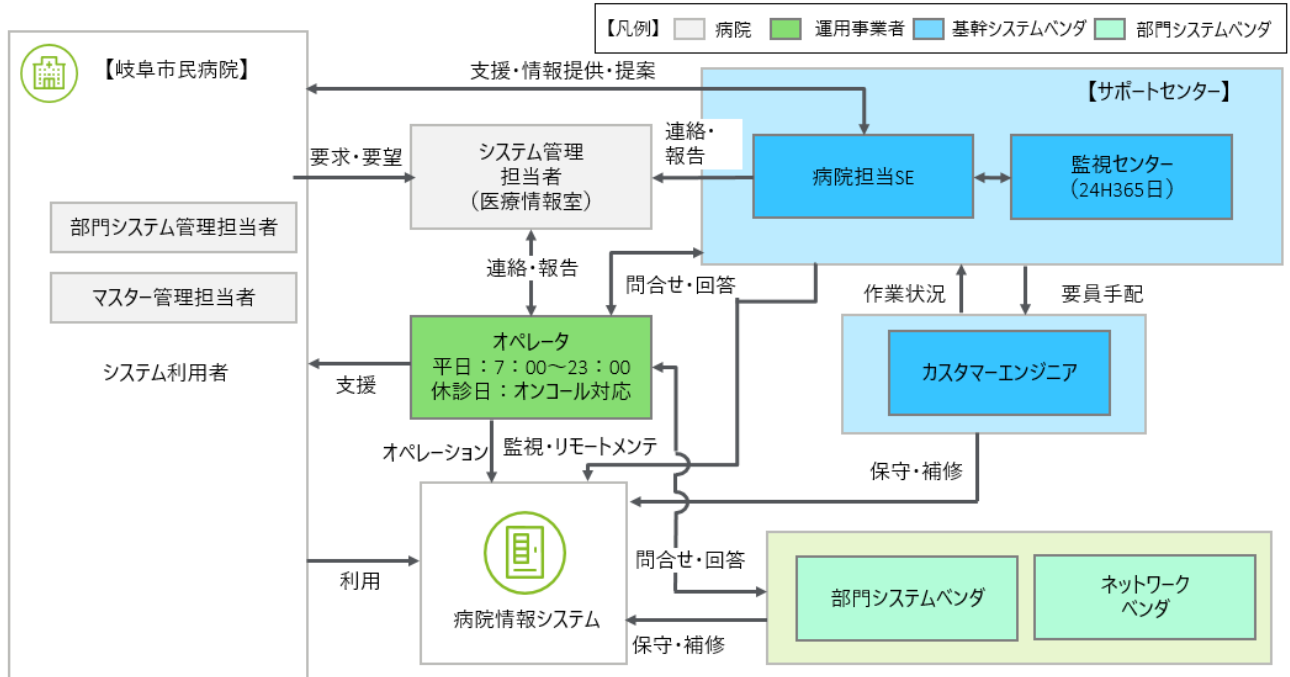 【凡例】 病院 運用事業者 基幹システムベンダ 部門システムベンダ
【岐阜市民病院】
支援・情報提供・提案
【サポートセンター】
要求・要望
システム管理
担当者
（医療情報室）
連絡・
報告
病院担当SE
監視センター
（24H365日）
部門システム管理担当者
マスター管理担当者
システム利用者
連絡・報告
問合せ・回答
作業状況
要員手配
オペレータ
平日：7：00～23：00
休診日：オンコール対応
支援
カスタマーエンジニア
オペレーション
監視・リモートメンテ
保守・補修
利用
病院情報システム
問合せ・回答
保守・補修
部門システムベンダ
ネットワーク
ベンダ